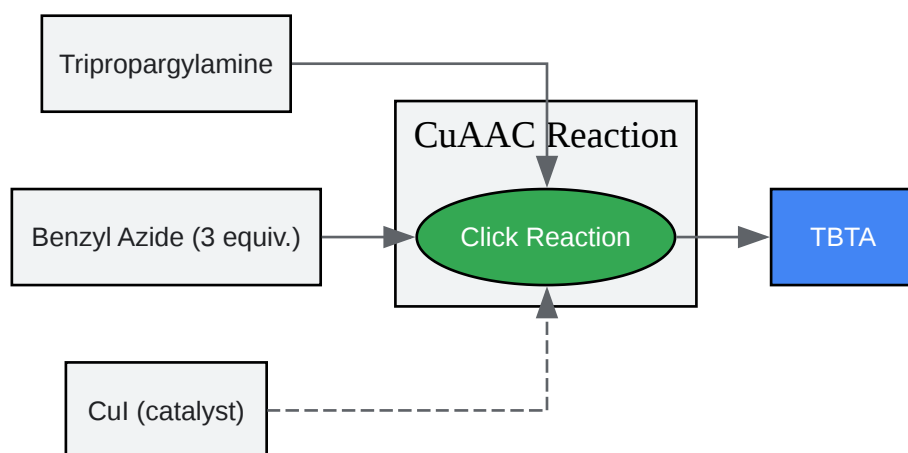 Tripropargylamine
CuAAC Reaction
Benzyl Azide (3 equiv.)
Click Reaction
TBTA
CuI (catalyst)